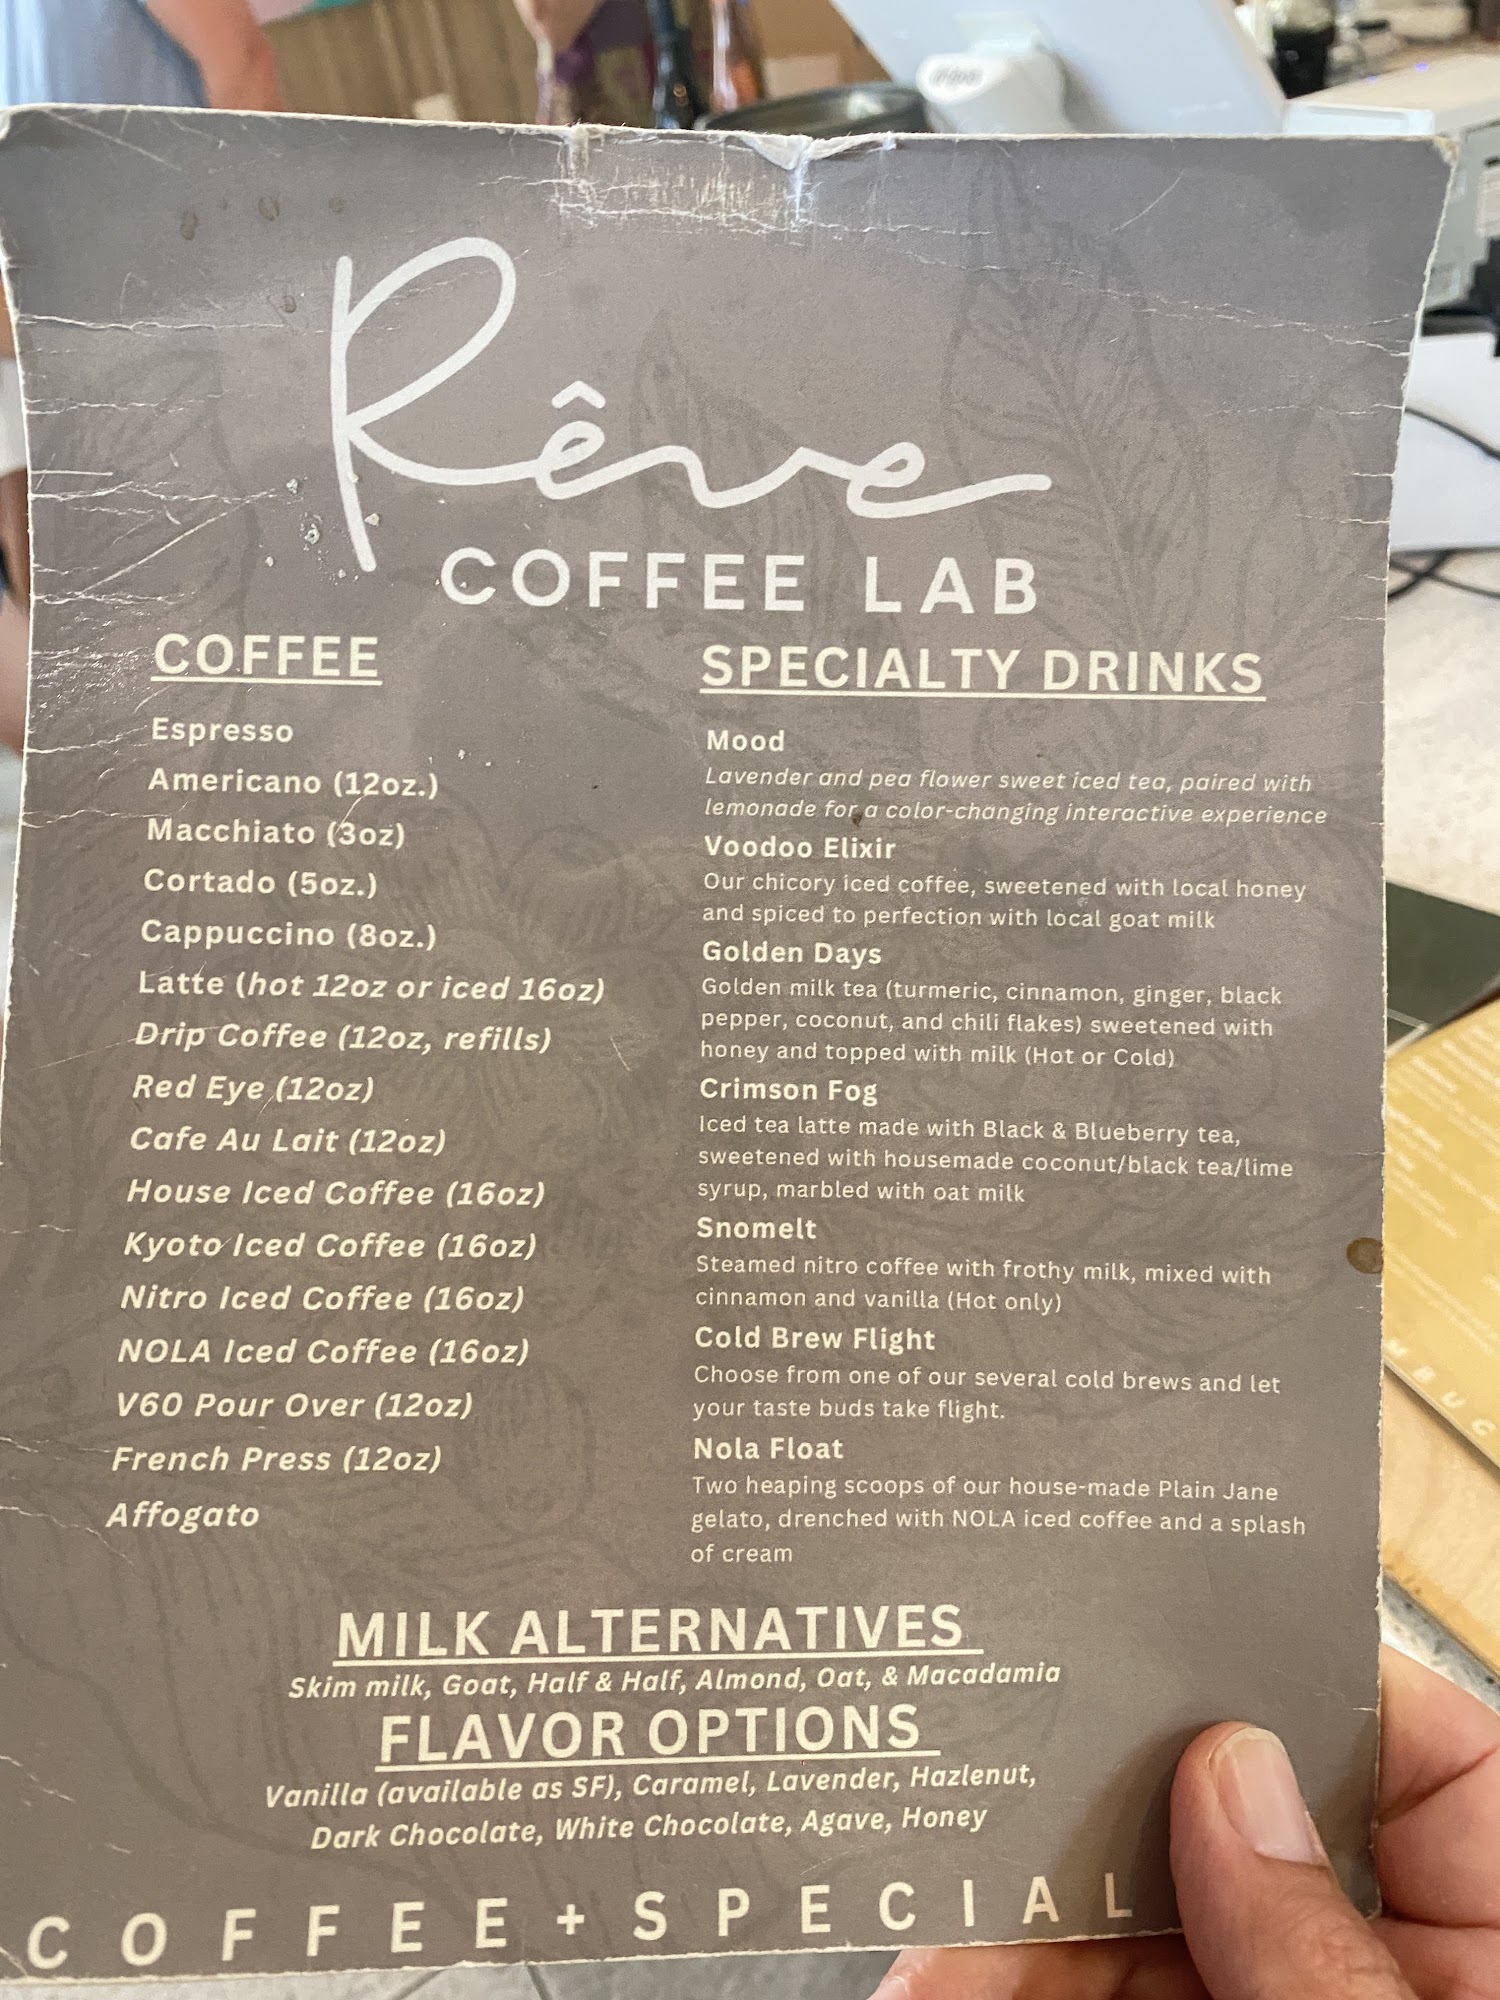 Rêve
COFFEE LAB
COFFEE
Espresso
Americano (12oz.)
Macchiato (3oz)
Cortado (5oz.)
Cappuccino (8oz.)
Latte (hot 12oz or iced 16oz)
Drip Coffee (12oz, refills)
Red Eye (12oz)
Cafe Au Lait (12oz)
House Iced Coffee (16oz)
Kyoto Iced Coffee (16oz)
Nitro Iced Coffee (16oz)
NOLA Iced Coffee (16oz)
V60 Pour Over (12oz)
French Press (12oz)
Affogato
SPECIALTY DRINKS
Mood
Lavender and pea flower sweet iced tea, paired with
lemonade for a color-changing interactive experience
Voodoo Elixir
Our chicory iced coffee, sweetened with local honey
and spiced to perfection with local goat milk
Golden Days
Golden milk tea (turmeric, cinnamon, ginger, black
pepper, coconut, and chili flakes) sweetened with
honey and topped with milk (Hot or Cold)
Crimson Fog
Iced tea latte made with Black & Blueberry tea,
sweetened with housemade coconut/black tea/lime
syrup, marbled with oat milk
Snomelt
Steamed nitro coffee with frothy milk, mixed with
cinnamon and vanilla (Hot only)
Cold Brew Flight
Choose from one of our several cold brews and let
your taste buds take flight.
Nola Float
Two heaping scoops of our house-made Plain Jane
gelato, drenched with NOLA iced coffee and a splash
of cream
MILK ALTERNATIVES
Skim milk, Goat, Half & Half, Almond, Oat, & Macadamia
FLAVOR OPTIONS
Vanilla (available as SF), Caramel, Lavender, Hazlenut,
Dark Chocolate, White Chocolate, Agave, Honey
COFFEE + SPECIAL